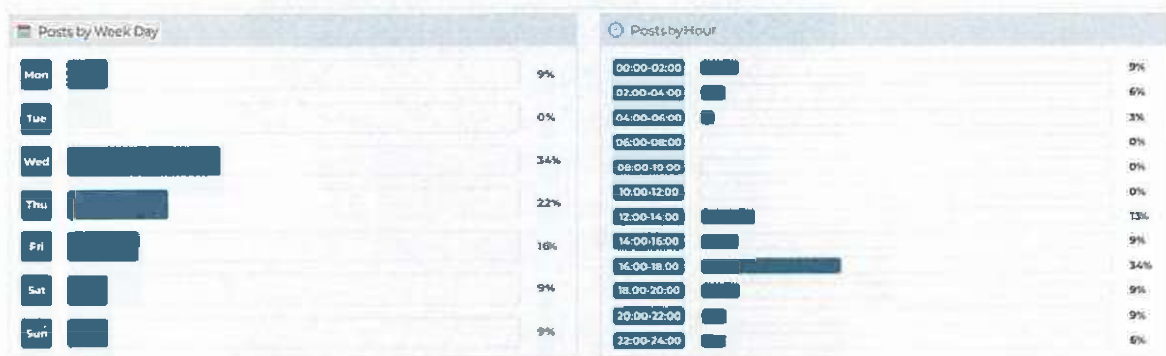 Posts by Week Day
Mon 9%
Tue 0%
Wed 34%
Thu 22%
Fri 16%
Sat 9%
Sun 9%
Posts by Hour
00:00-02:00 9%
02:00-04:00 6%
04:00-06:00 3%
06:00-08:00 0%
08:00-10:00 0%
10:00-12:00 0%
12:00-14:00 13%
14:00-16:00 9%
16:00-18:00 34%
18:00-20:00 9%
20:00-22:00 9%
22:00-24:00 6%